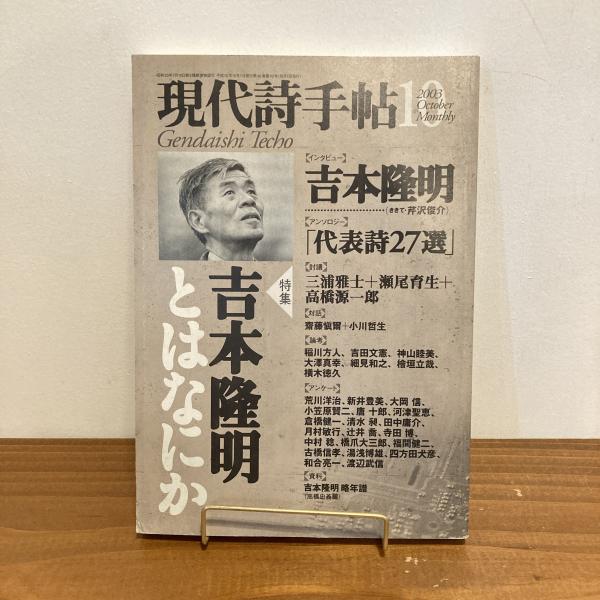 現代詩手帖10
2003
October
Monthly
Gendaishi Techo
【インタビュー】
吉本隆明
(ききて・芹沢俊介)
【アンソロジー】
「代表詩27選」
【討議】
三浦雅士+瀬尾育生+
高橋源一郎
【対話】
齋藤愼爾+小川哲生
【論考】
稲川方人、吉田文憲、神山睦美、
大澤真幸、細見和之、檜垣立哉、
横木徳久
【アンケート】
荒川洋治、新井豊美、大岡信、
小笠原賢二、唐十郎、河津聖恵、
倉橋健一、清水昶、田中庸介、
月村敏行、辻井喬、寺田博、
中村稔、橋爪大三郎、福間健二、
古橋信孝、湯浅博雄、四方田犬彦、
和合亮一、渡辺武信
【資料】
吉本隆明 略年譜
特集
吉本隆明
とはなにか